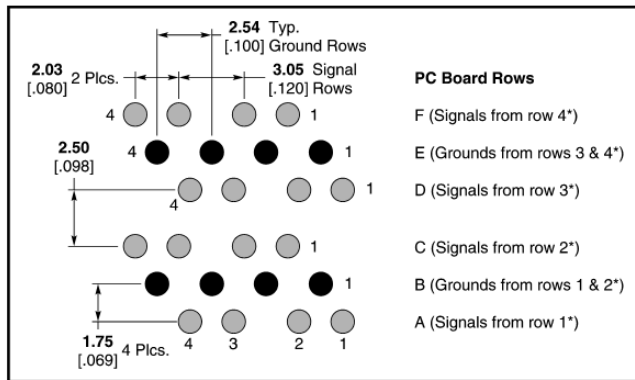 2.54 Typ.
[.100] Ground Rows
2.03
[.080] 2 Plcs.
3.05 Signal
[.120] Rows
PC Board Rows
4 1 F (Signals from row 4*)
4 1 E (Grounds from rows 3 & 4*)
2.50
[.098]
4 1 D (Signals from row 3*)
1 C (Signals from row 2*)
1 B (Grounds from rows 1 & 2*)
A (Signals from row 1*)
1.75
[.069] 4 Plcs.
4 3 2 1